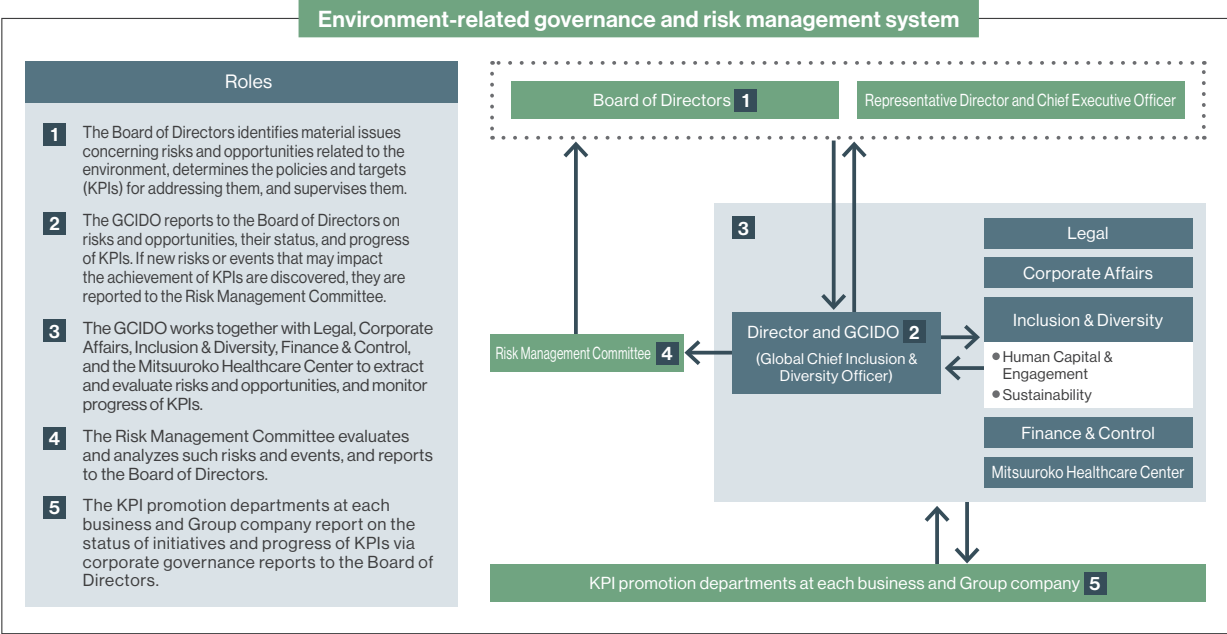 Environment-related governance and risk management system
Roles
1 The Board of Directors identifies material issues
concerning risks and opportunities related to the
environment, determines the policies and targets
(KPIs) for addressing them, and supervises them.
2 The GCIDO reports to the Board of Directors on
risks and opportunities, their status, and progress
of KPIs. If new risks or events that may impact
the achievement of KPIs are discovered, they are
reported to the Risk Management Committee.
3 The GCIDO works together with Legal, Corporate
Affairs, Inclusion & Diversity, Finance & Control,
and the Mitsuuroko Healthcare Center to extract
and evaluate risks and opportunities, and monitor
progress of KPIs.
4 The Risk Management Committee evaluates
and analyzes such risks and events, and reports
to the Board of Directors.
5 The KPI promotion departments at each
business and Group company report on the
status of initiatives and progress of KPIs via
corporate governance reports to the Board of
Directors.
Board of Directors 1
Representative Director and Chief Executive Officer
3
Risk Management Committee 4
Director and GCIDO 2
(Global Chief Inclusion &
Diversity Officer)
Legal
Corporate Affairs
Inclusion & Diversity
● Human Capital &
Engagement
● Sustainability
Finance & Control
Mitsuuroko Healthcare Center
KPI promotion departments at each business and Group company 5